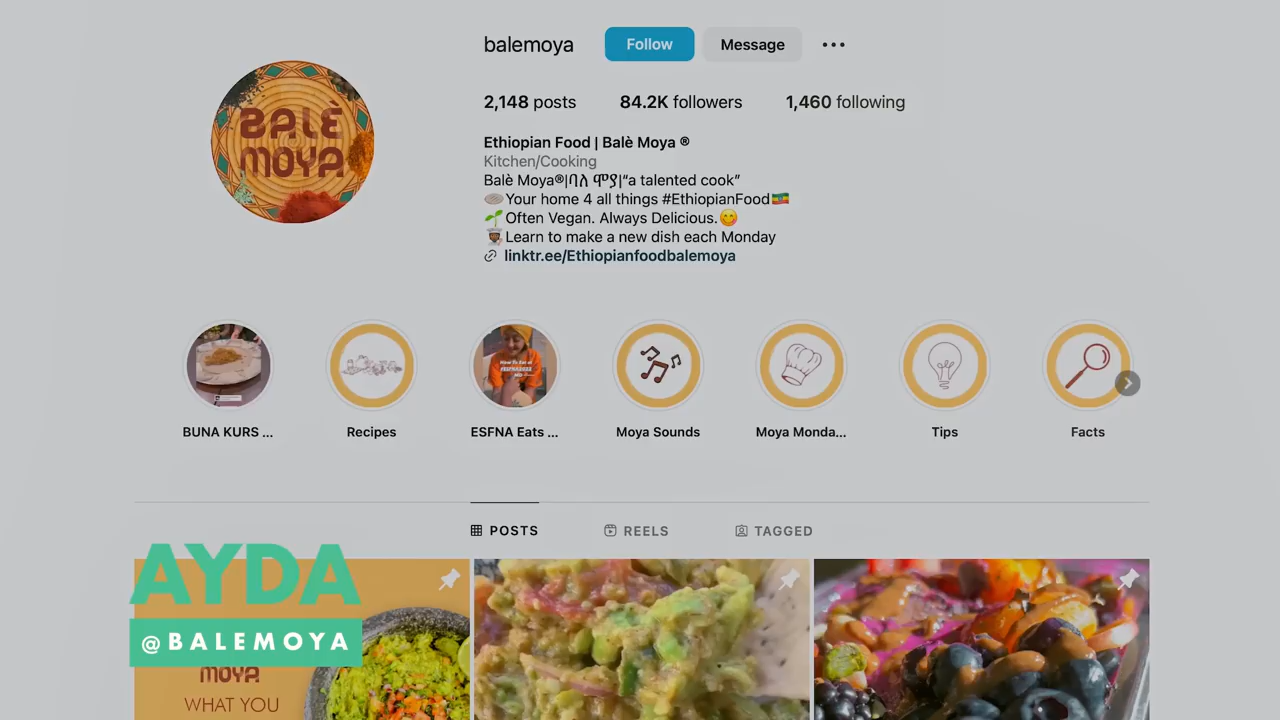 balemoya Follow Message
2,148 posts 84.2K followers 1,460 following
BALÈ
MOYA
Ethiopian Food | Balè Moya ®
Kitchen/Cooking
Balè Moya®|ባለ ሞያ|“a talented cook”
Your home 4 all things #EthiopianFood
Often Vegan. Always Delicious.
Learn to make a new dish each Monday
linktr.ee/Ethiopianfoodbalemoya
BUNA KURS ... Recipes ESFNA Eats ... Moya Sounds Moya Monda... Tips Facts
POSTS REELS TAGGED
AYDA
@BALEMOYA
MOYA
WHAT YOU